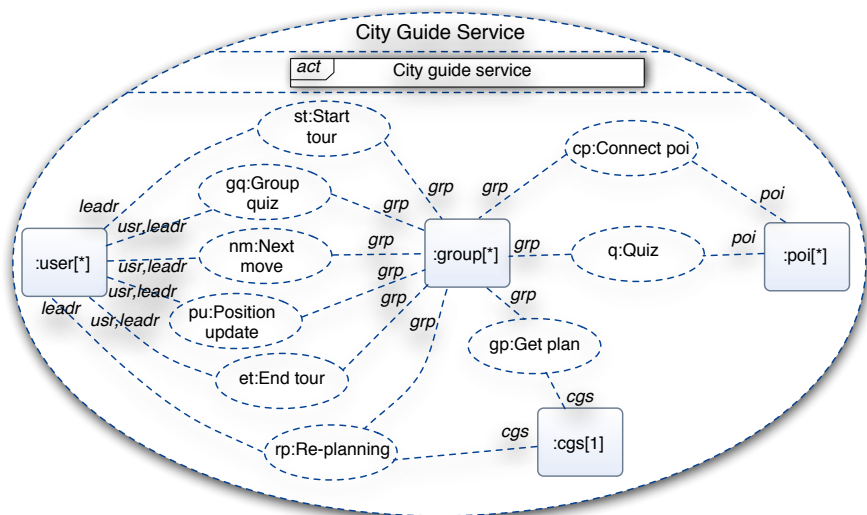 City Guide Service
act
City guide service
st:Start
tour
cp:Connect poi
gq:Group
quiz
leadr
grp
grp
poi
usr,leadr
grp
:user[*]
nm:Next
move
grp
:group[*]
grp
q:Quiz
poi
:poi[*]
usr,leadr
grp
usr,leadr
grp
grp
leadr
pu:Position
update
usr,leadr
grp
gp:Get plan
et:End tour
cgs
rp:Re-planning
cgs
:cgs[1]